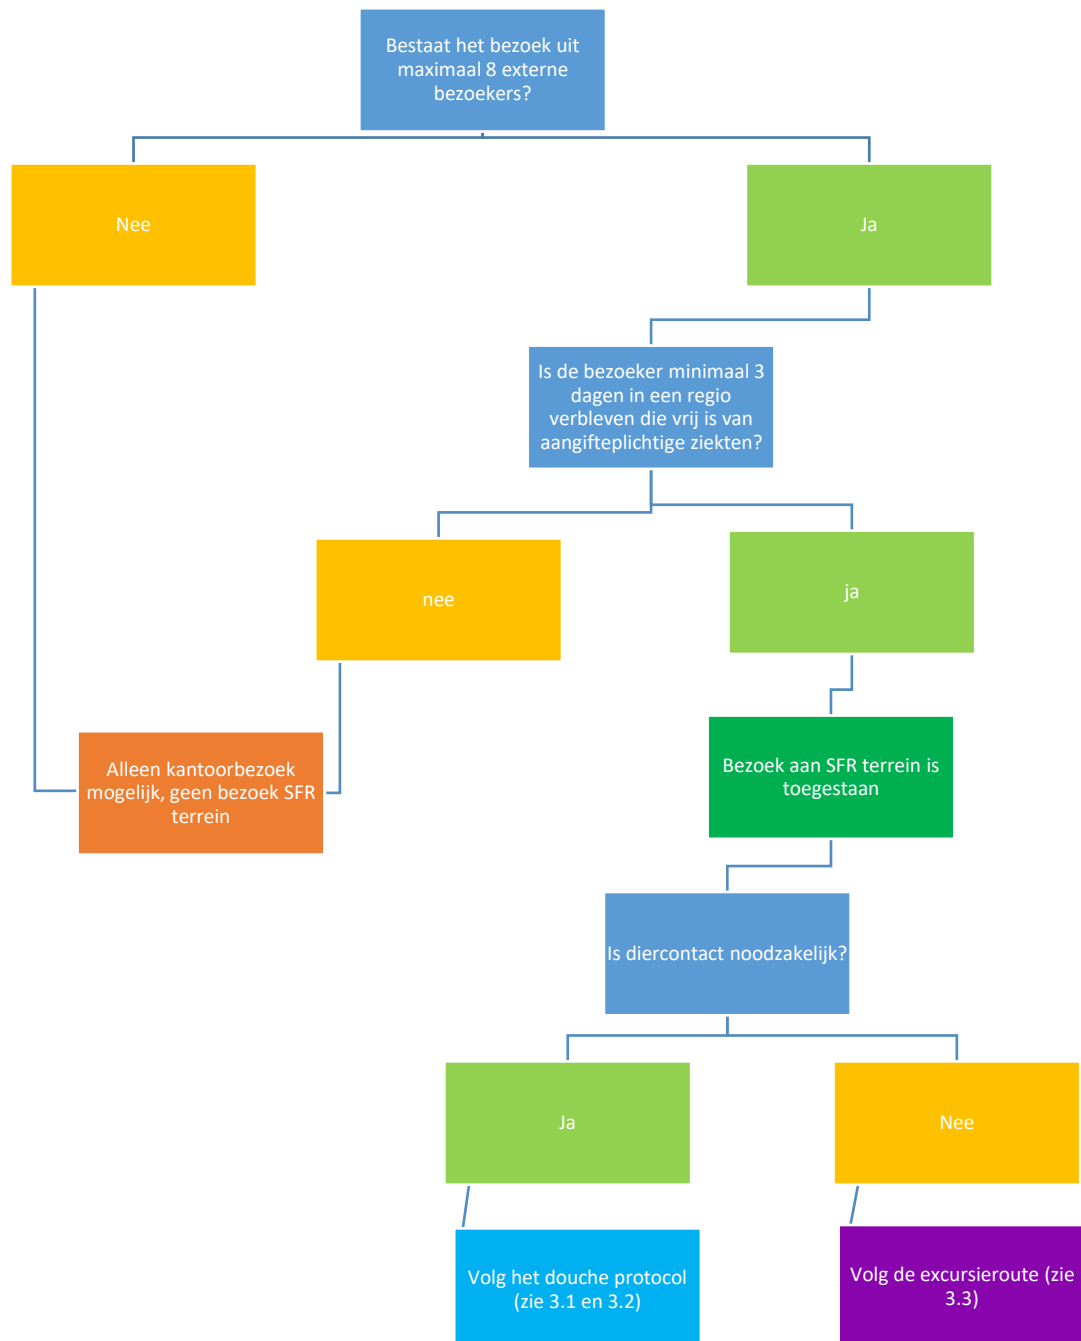 Bestaat het bezoek uit
maximaal 8 externe
bezoekers?
Nee
Ja
Is de bezoeker minimaal 3
dagen in een regio
verbleven die vrij is van
aangifteplichtige ziekten?
nee
ja
Alleen kantoorbezoek
mogelijk, geen bezoek SFR
terrein
Bezoek aan SFR terrein is
toegestaan
Is diercontact noodzakelijk?
Ja
Nee
Volg het douche protocol
(zie 3.1 en 3.2)
Volg de excursieroute (zie
3.3)